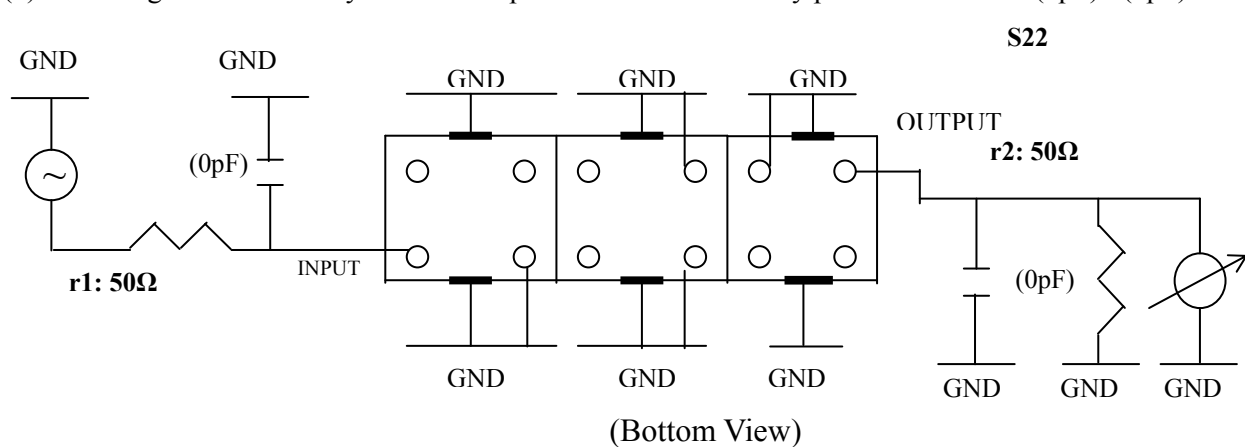 S22
GND
GND
GND
GND
GND
OUTPUT
r2: 50Ω
(0pF)
~
INPUT
r1: 50Ω
(0pF)
GND
GND
GND
GND
GND
GND
(Bottom View)